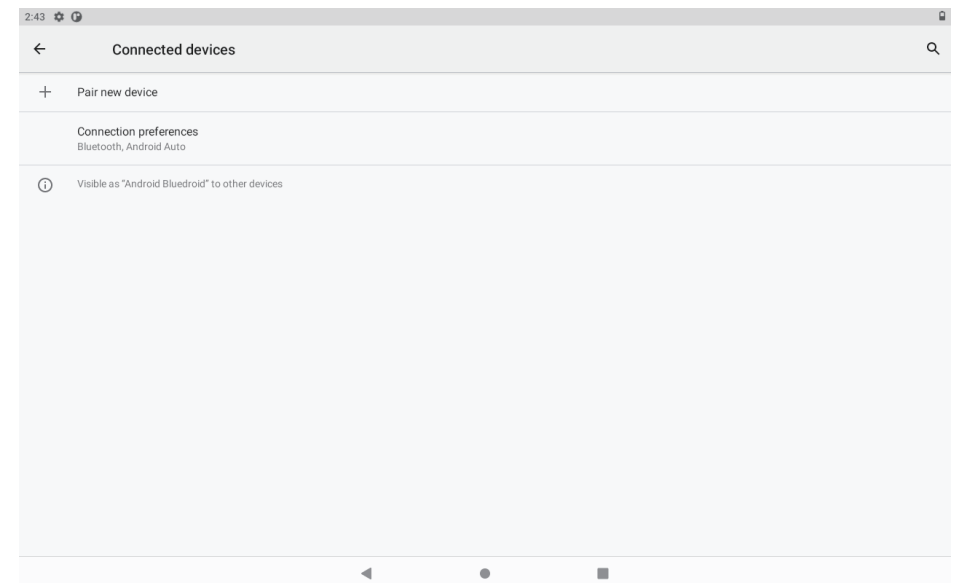 2:43
Connected devices
Pair new device
Connection preferences
Bluetooth, Android Auto
Visible as "Android Bluedroid" to other devices